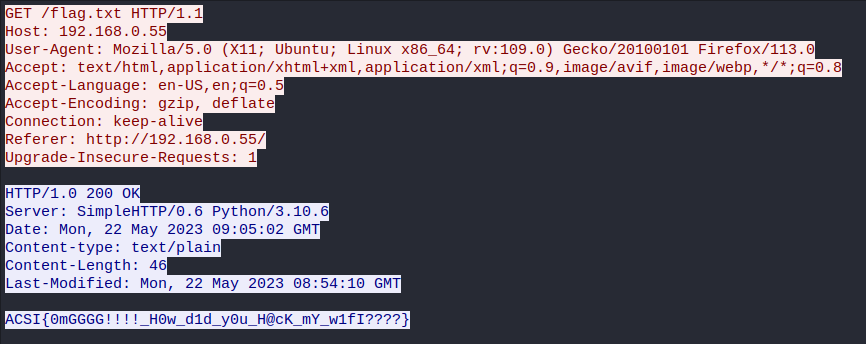 GET /flag.txt HTTP/1.1
Host: 192.168.0.55
User-Agent: Mozilla/5.0 (X11; Ubuntu; Linux x86_64; rv:109.0) Gecko/20100101 Firefox/113.0
Accept: text/html,application/xhtml+xml,application/xml;q=0.9,image/avif,image/webp,*/*;q=0.8
Accept-Language: en-US,en;q=0.5
Accept-Encoding: gzip, deflate
Connection: keep-alive
Referer: http://192.168.0.55/
Upgrade-Insecure-Requests: 1
HTTP/1.0 200 OK
Server: SimpleHTTP/0.6 Python/3.10.6
Date: Mon, 22 May 2023 09:05:02 GMT
Content-type: text/plain
Content-Length: 46
Last-Modified: Mon, 22 May 2023 08:54:10 GMT
ACSI{0mGGGG!!!!_H0w_d1d_y0u_H@cK_mY_w1fI????}